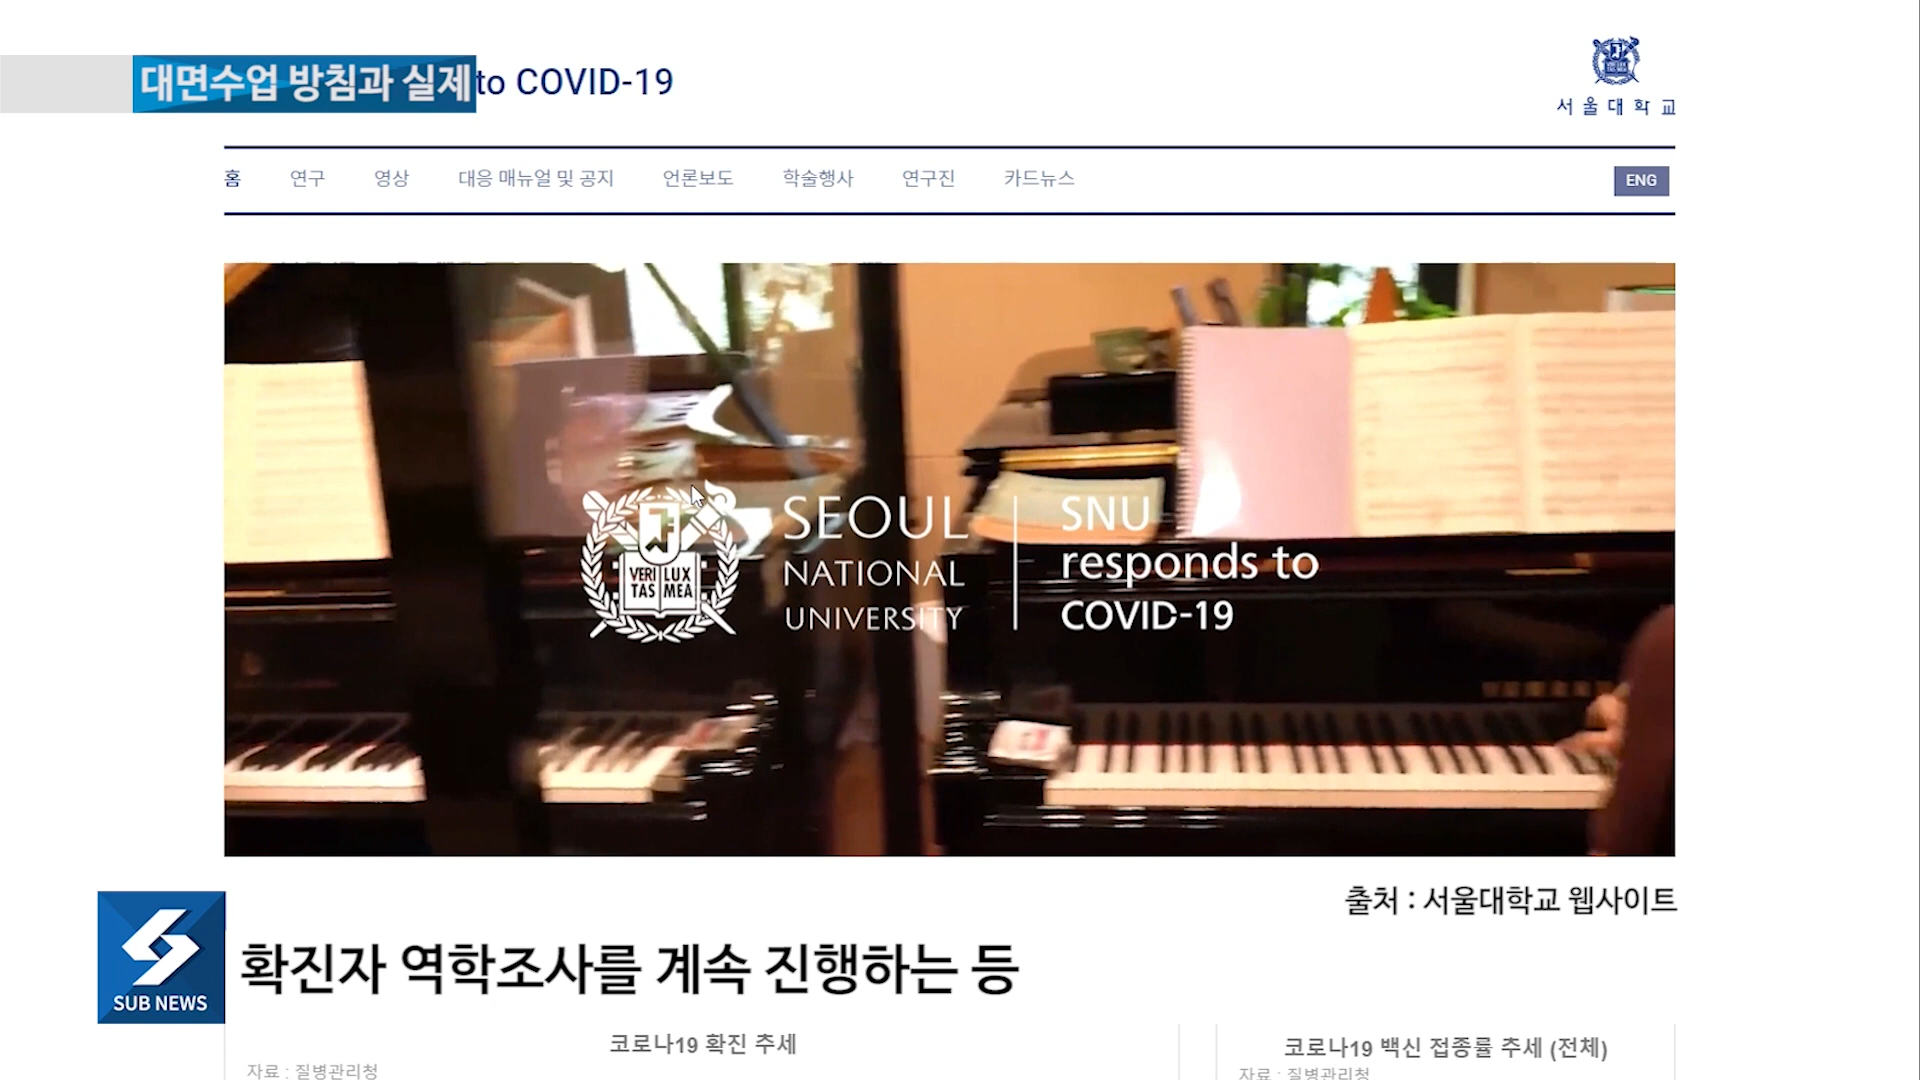 대면수업 방침과 실제 to COVID-19
서울대학교
홈 연구 영상 대응 매뉴얼 및 공지 언론보도 학술행사 연구진 카드뉴스 ENG
VERI LUX
TAS MEA
SEOUL
NATIONAL
UNIVERSITY
SNU
responds to
COVID-19
출처 : 서울대학교 웹사이트
확진자 역학조사를 계속 진행하는 등
SUB NEWS
코로나19 확진 추세
자료 : 질병관리청
코로나19 백신 접종률 추세 (전체)
자료 : 질병관리청